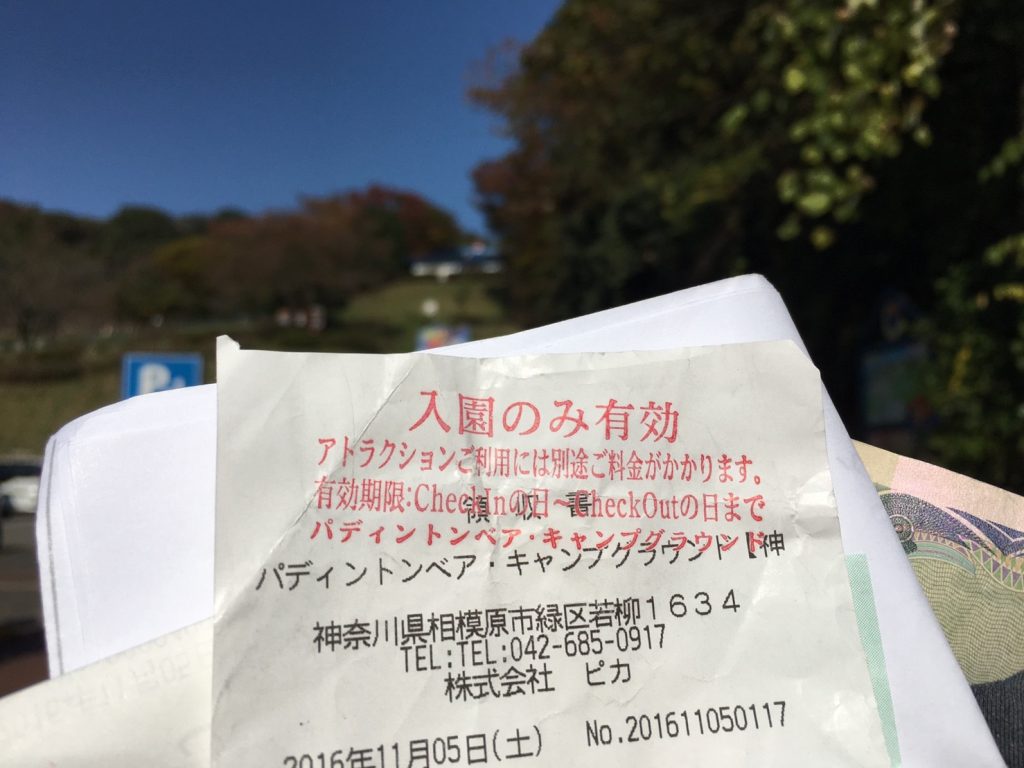 P
入園のみ有効
アトラクションご利用には別途ご料金がかかります。
有効期限:CheckInの日～CheckOutの日まで
領収書
パディントンベア・キャンプグラウンド
パディントンベア・キャンプグラウンド【神
神奈川県相模原市緑区若柳１６３４
TEL:TEL:042-685-0917
株式会社 ピカ
2016年11月05日(土) No.201611050117